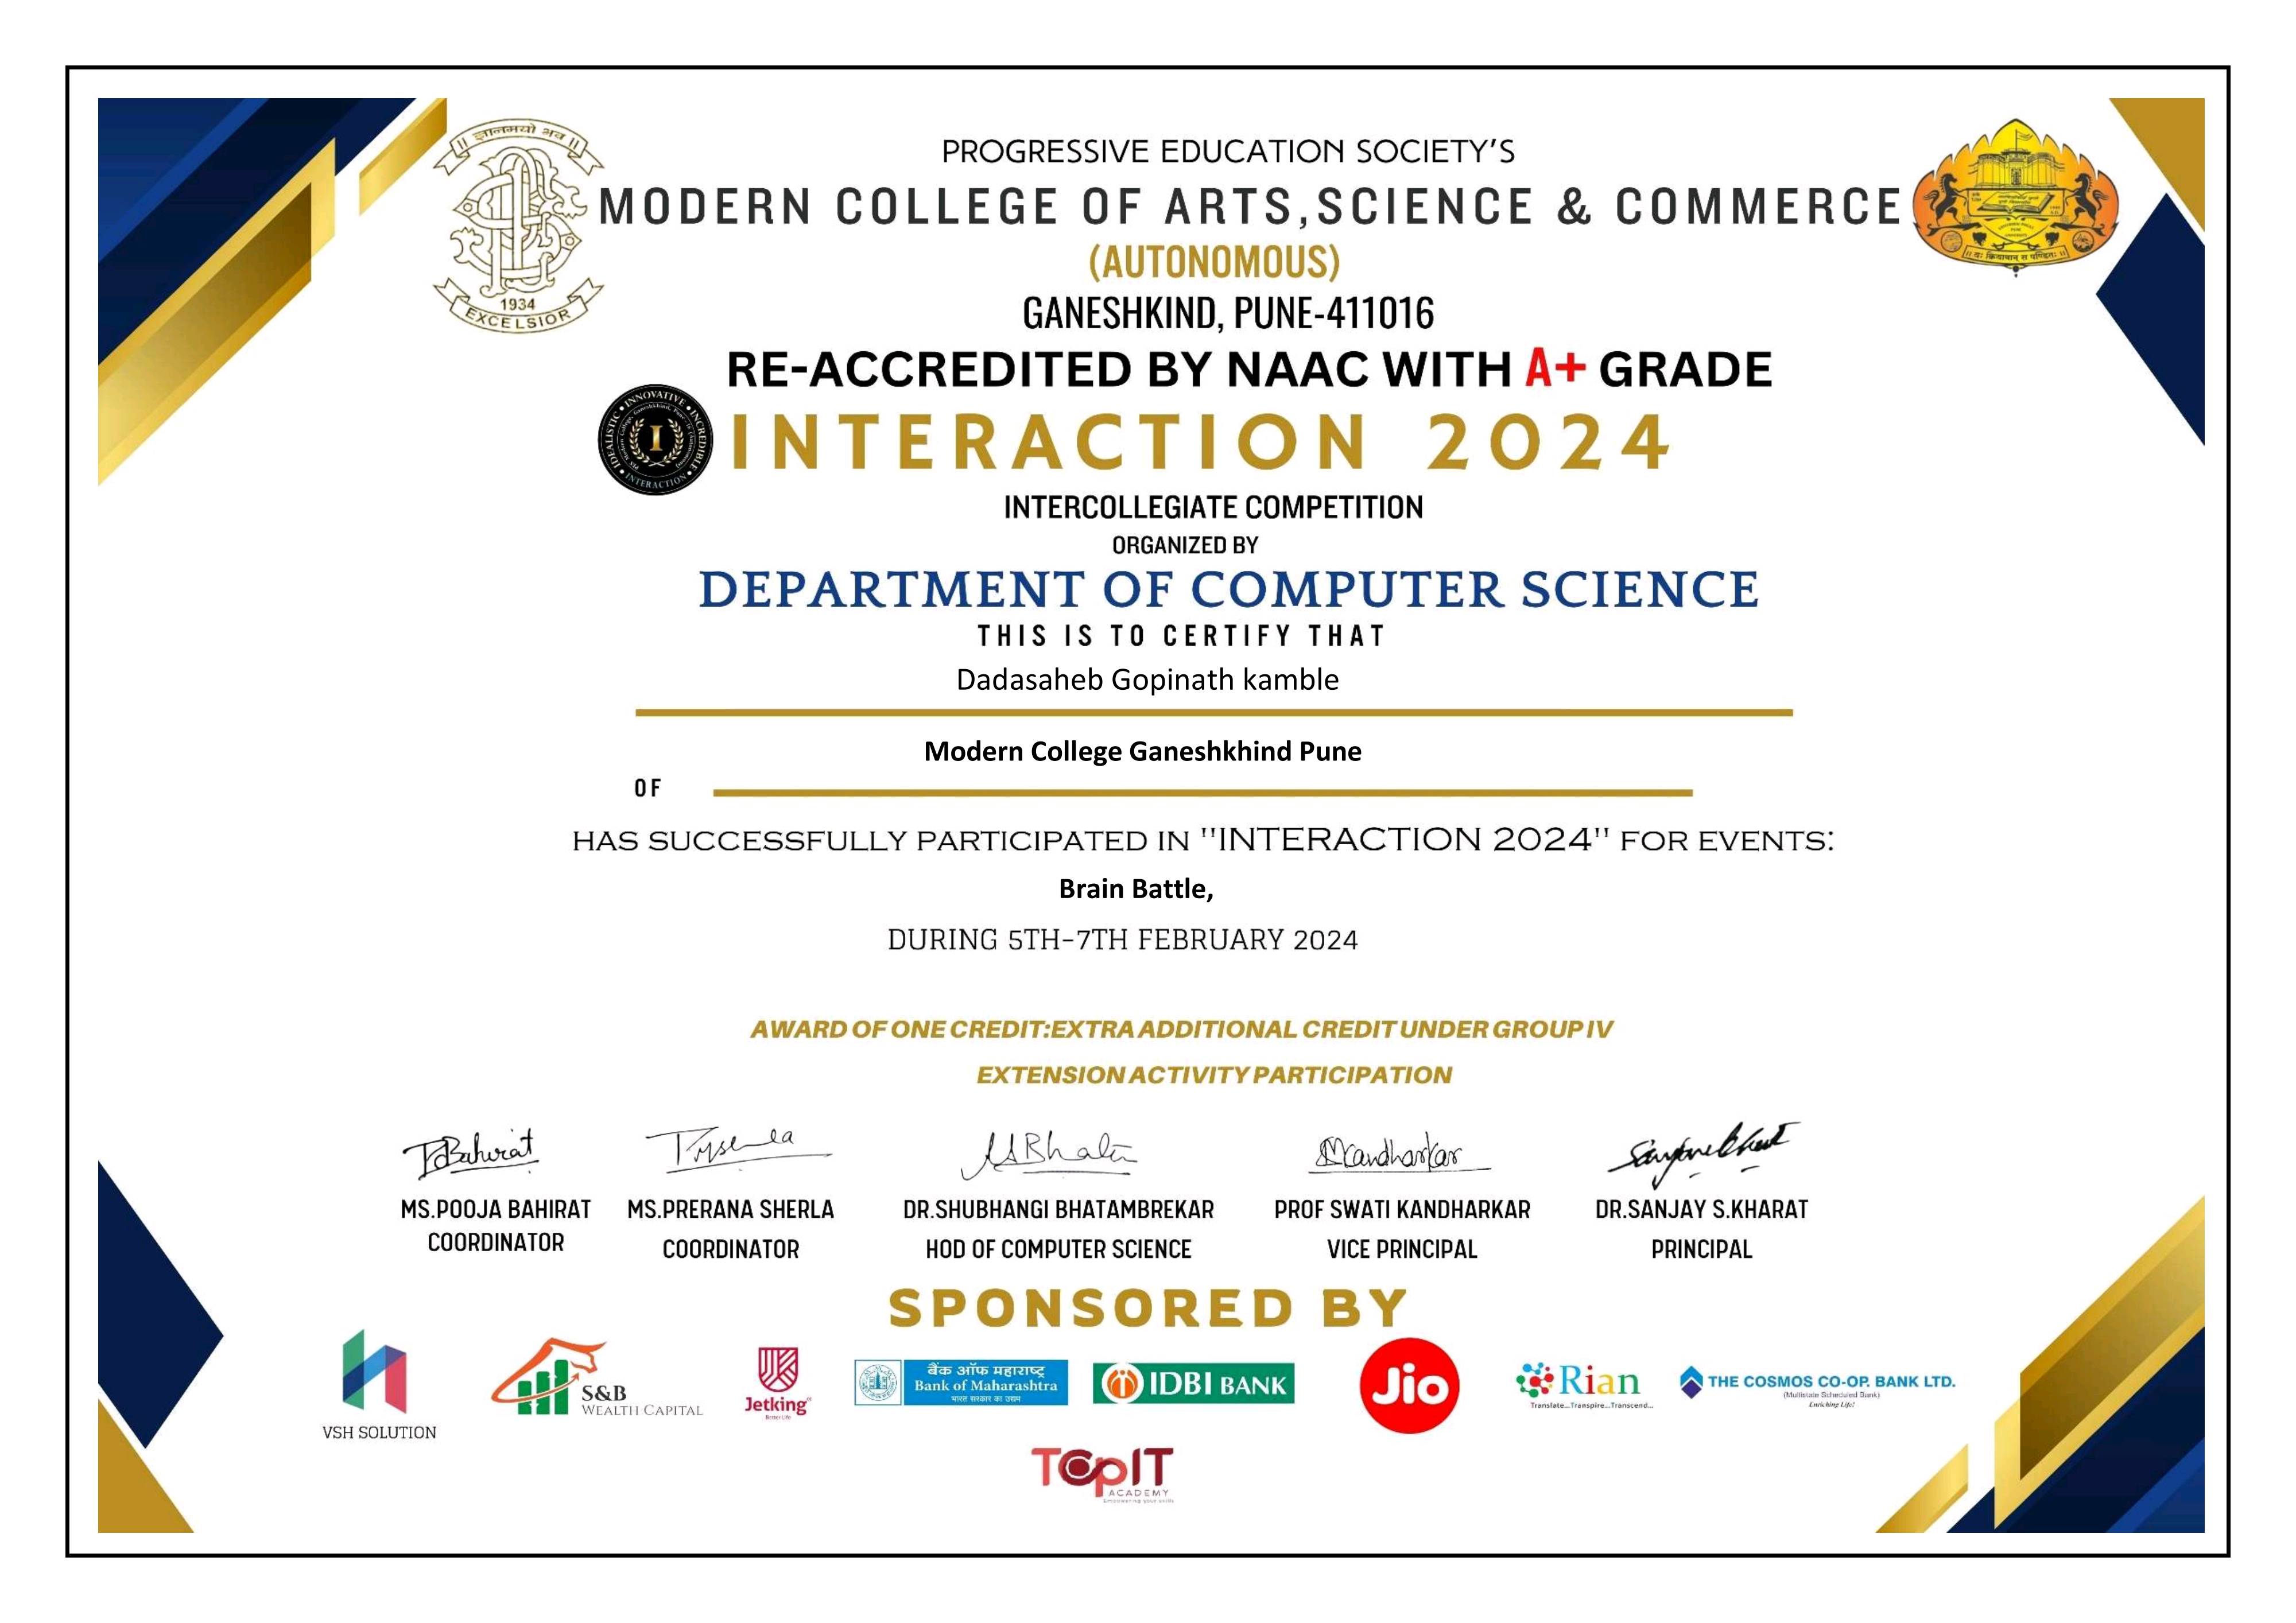 ॥ ज्ञानमयो भव ॥
1934
EXCELSIOR
PROGRESSIVE EDUCATION SOCIETY'S
MODERN COLLEGE OF ARTS,SCIENCE & COMMERCE
(AUTONOMOUS)
GANESHKIND, PUNE-411016
RE-ACCREDITED BY NAAC WITH A+ GRADE
॥ यः क्रियावान् स पण्डितः ॥
IDEALISTIC • INNOVATIVE • INCREDIBLE
I
INTERACTION
INTERACTION 2024
INTERCOLLEGIATE COMPETITION
ORGANIZED BY
DEPARTMENT OF COMPUTER SCIENCE
THIS IS TO CERTIFY THAT
Dadasaheb Gopinath kamble
Modern College Ganeshkhind Pune
OF
HAS SUCCESSFULLY PARTICIPATED IN "INTERACTION 2024" FOR EVENTS:
Brain Battle,
DURING 5TH-7TH FEBRUARY 2024
AWARD OF ONE CREDIT:EXTRA ADDITIONAL CREDIT UNDER GROUP IV
EXTENSION ACTIVITY PARTICIPATION
MS.POOJA BAHIRAT MS.PRERANA SHERLA DR.SHUBHANGI BHATAMBREKAR PROF SWATI KANDHARKAR DR.SANJAY S.KHARAT
COORDINATOR COORDINATOR HOD OF COMPUTER SCIENCE VICE PRINCIPAL PRINCIPAL
SPONSORED BY
VSH SOLUTION
S&B
WEALTH CAPITAL
Jetking
Better Life
बैंक ऑफ महाराष्ट्र
Bank of Maharashtra
भारत सरकार का उद्यम
IDBI BANK
Jio
Rian
Translate...Transpire...Transcend...
THE COSMOS CO-OP. BANK LTD.
(Multistate Scheduled Bank)
Enriching Life!
TopIT
ACADEMY
Empowering your skills